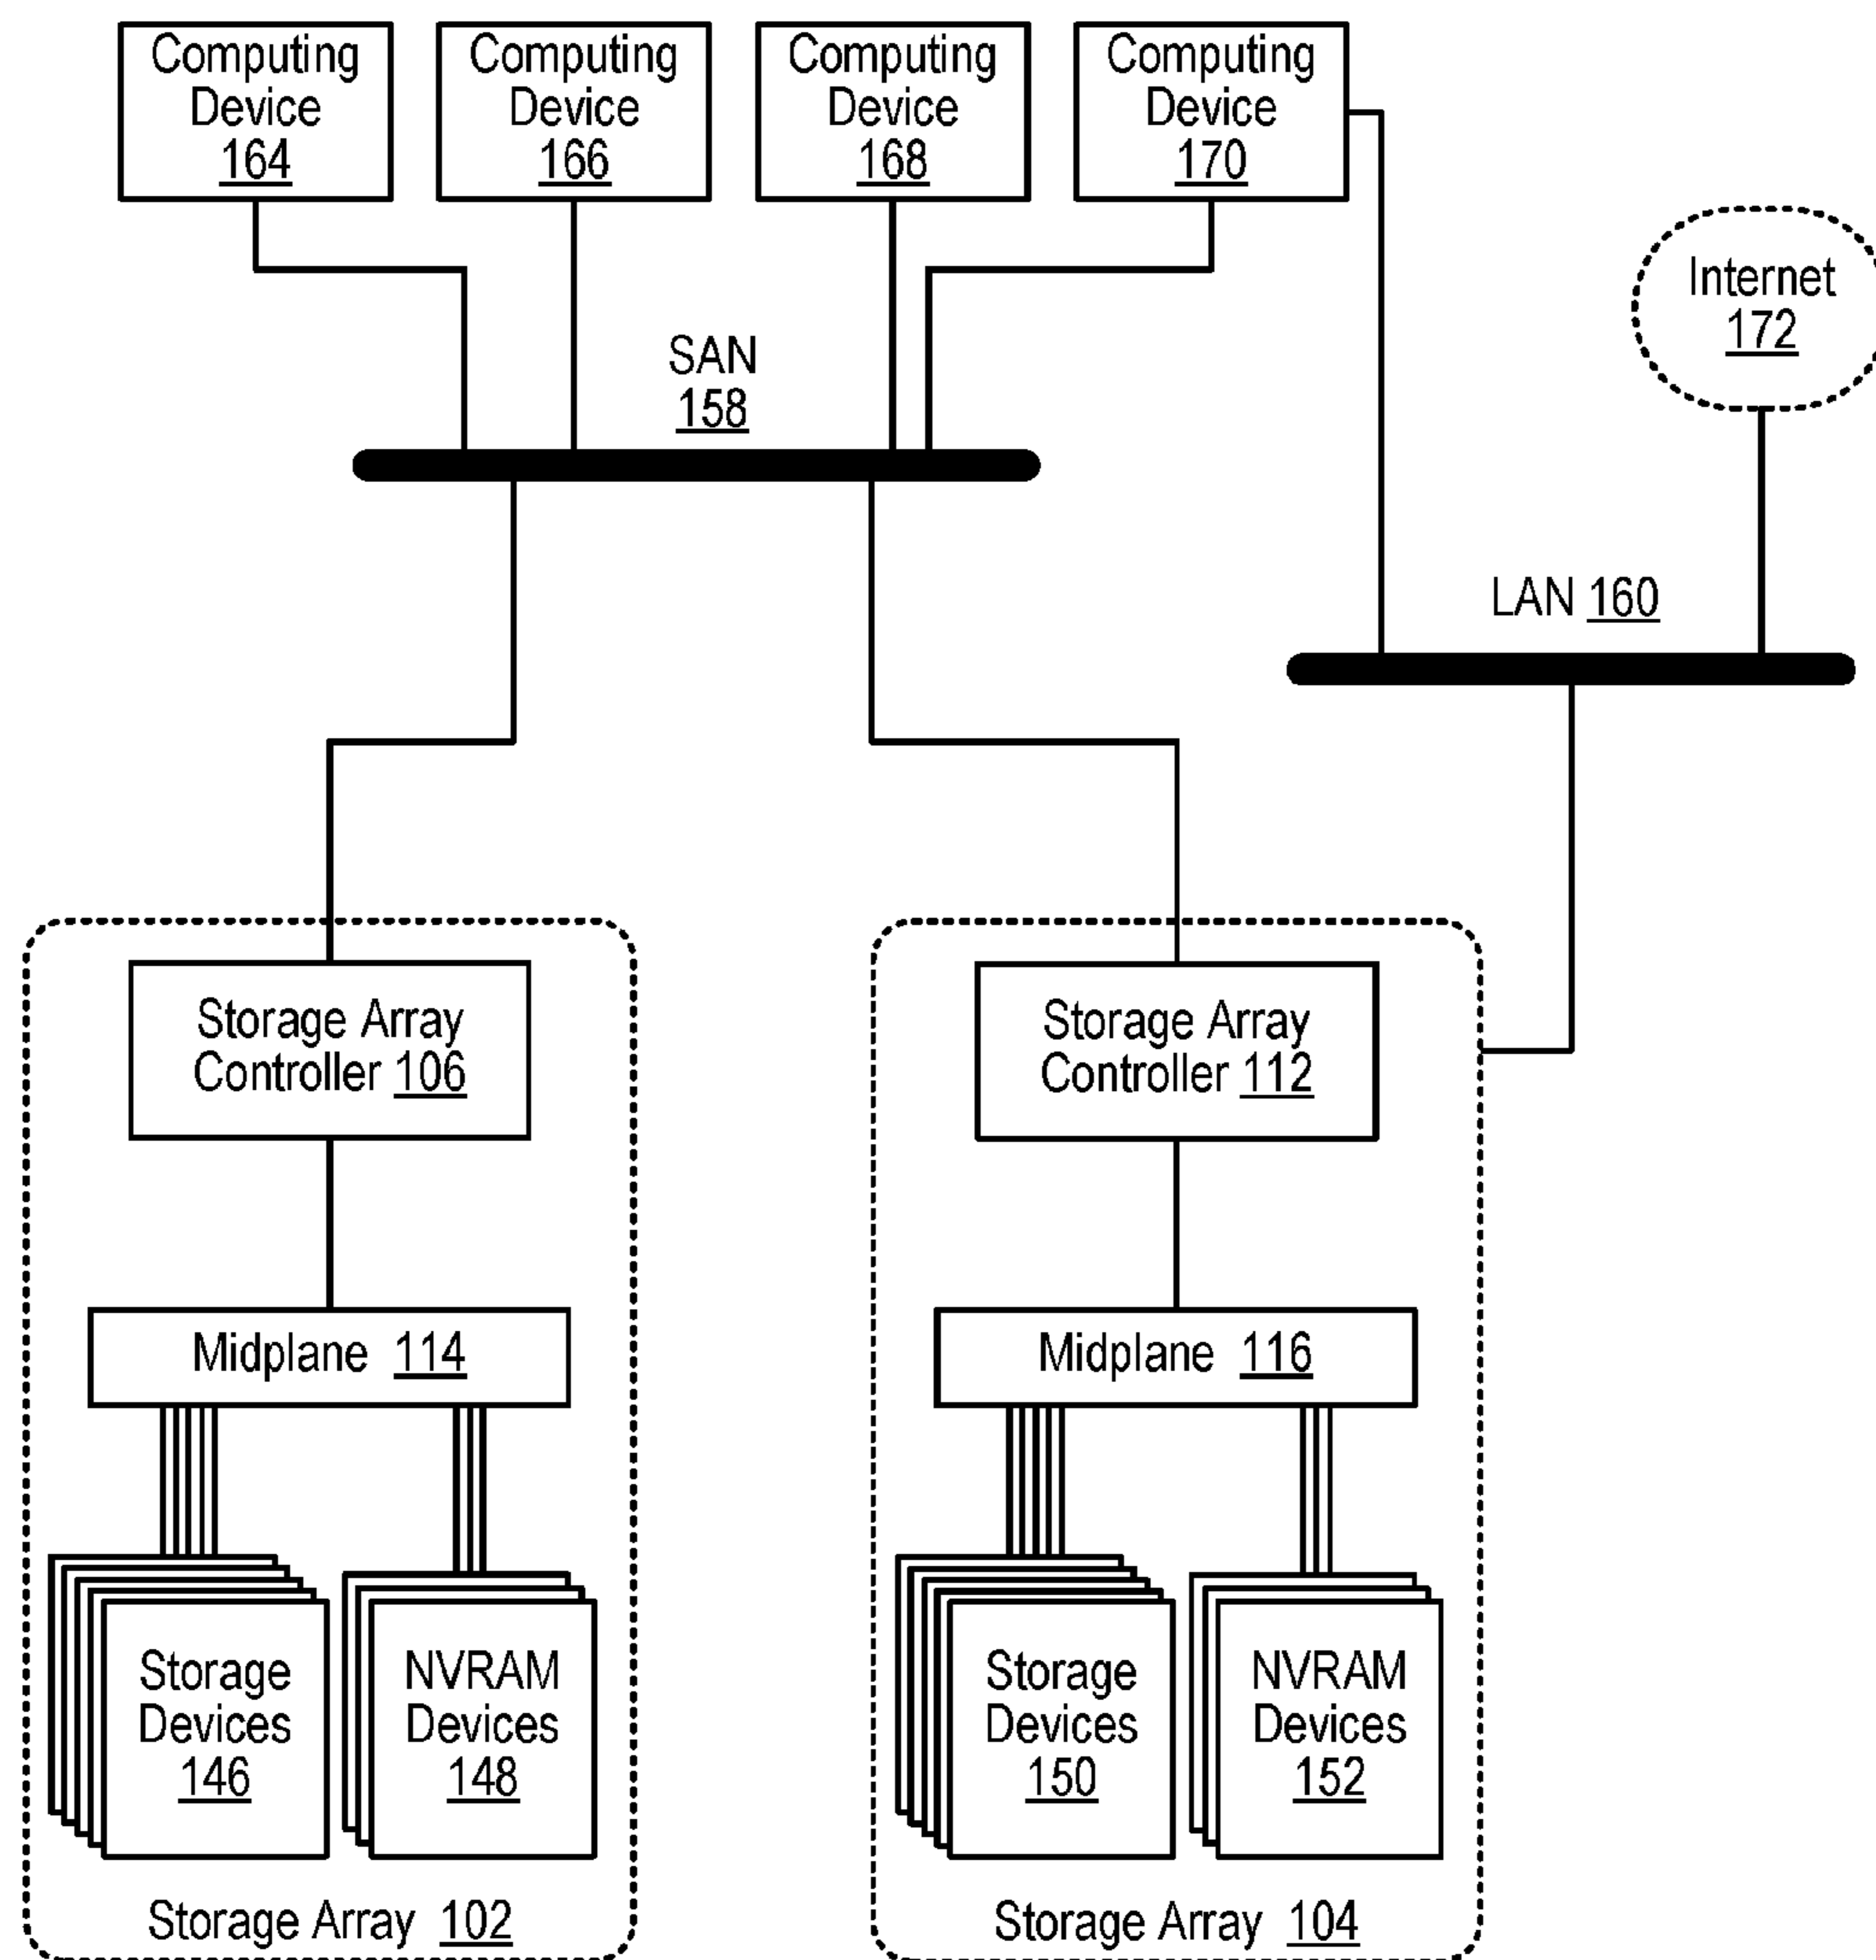 Computing
Device
164
Computing
Device
166
Computing
Device
168
Computing
Device
170
Internet
172
SAN
158
LAN 160
Storage Array
Controller 106
Storage Array
Controller 112
Midplane 114
Midplane 116
Storage
Devices
146
NVRAM
Devices
148
Storage
Devices
150
NVRAM
Devices
152
Storage Array 102
Storage Array 104